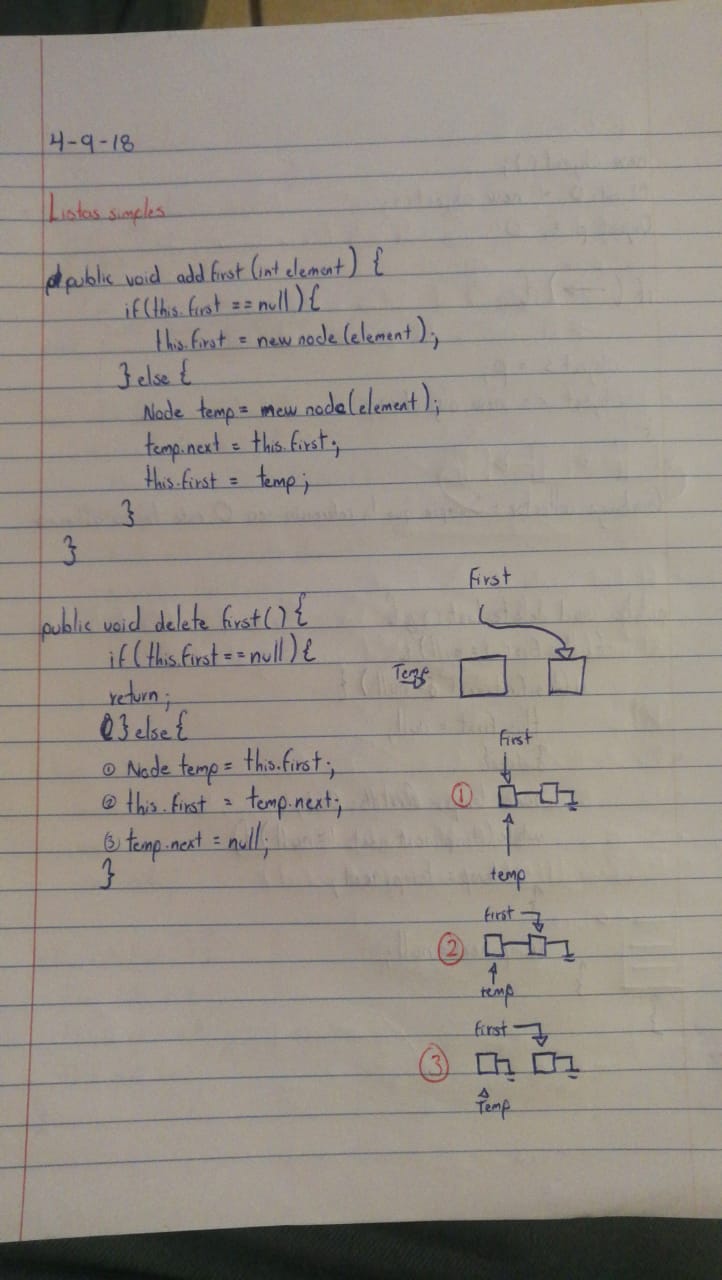 4-9-18
Listas simples
public void add first (int element) {
if (this.first == null) {
this.first = new node (element);
} else {
Node temp = new node (element);
temp.next = this.first;
this.first = temp;
}
}
public void delete first () {
if (this.first == null) {
return;
} else {
① Node temp = this.first;
② this.first = temp.next;
③ temp.next = null;
}
First
Temp
first
①
temp
first
②
temp
first
③
Temp